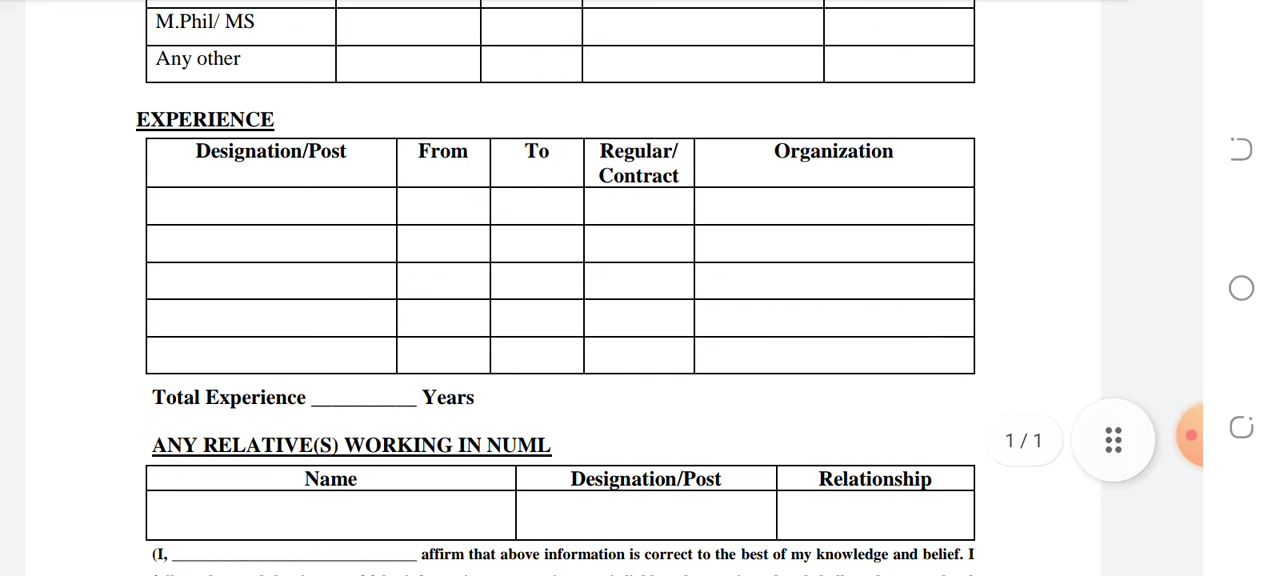 M.Phil/ MS
Any other
EXPERIENCE
Designation/Post From To Regular/ Contract Organization
Total Experience __________ Years
ANY RELATIVE(S) WORKING IN NUML
Name Designation/Post Relationship
(I, ______________________________ affirm that above information is correct to the best of my knowledge and belief. I
1 / 1